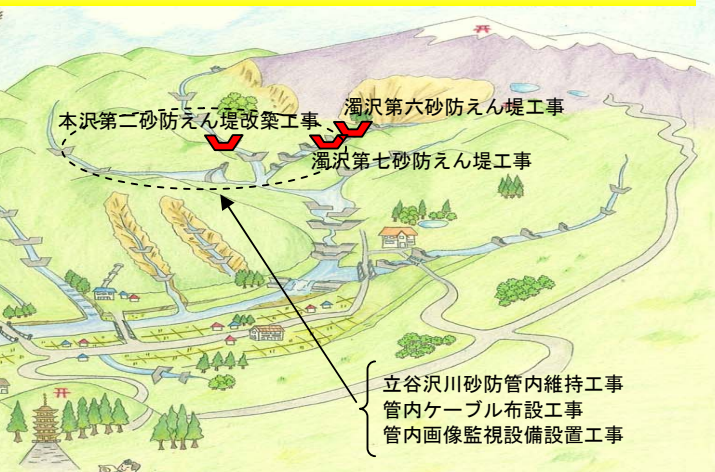 濁沢第六砂防えん堤工事
本沢第二砂防えん堤改築工事
濁沢第七砂防えん堤工事
立谷沢川砂防管内維持工事
管内ケーブル布設工事
管内画像監視設備設置工事